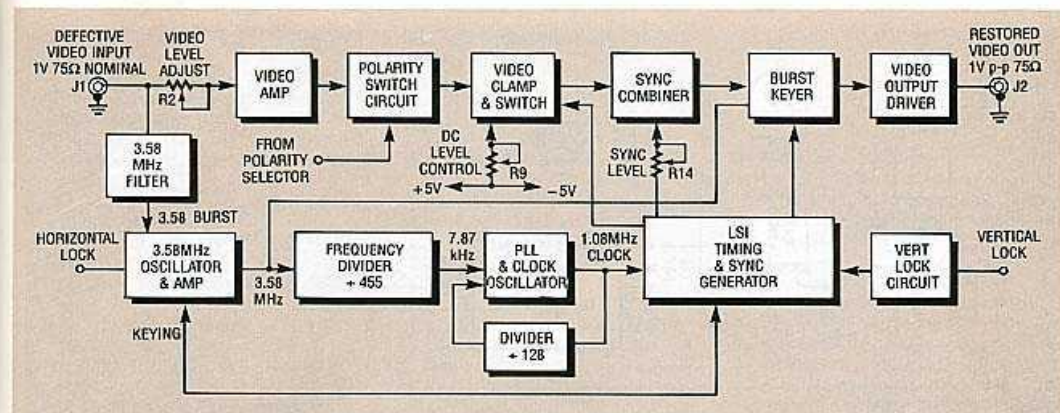 DEFECTIVE
VIDEO INPUT
1V 75Ω NOMINAL
J1
VIDEO
LEVEL
ADJUST
R2
VIDEO
AMP
POLARITY
SWITCH
CIRCUIT
VIDEO
CLAMP
& SWITCH
SYNC
COMBINER
BURST
KEYER
VIDEO
OUTPUT
DRIVER
RESTORED
VIDEO OUT
1V p-p 75Ω
J2
3.58
MHz
FILTER
FROM
POLARITY
SELECTOR
DC
LEVEL
CONTROL
R9
+5V
-5V
SYNC
LEVEL
R14
3.58 BURST
HORIZONTAL
LOCK
3.58MHz
OSCILLATOR
& AMP
3.58
MHz
FREQUENCY
DIVIDER
÷ 455
7.87
kHz
PLL
& CLOCK
OSCILLATOR
1.08MHz
CLOCK
LSI
TIMING
& SYNC
GENERATOR
VERT
LOCK
CIRCUIT
VERTICAL
LOCK
KEYING
DIVIDER
÷ 128